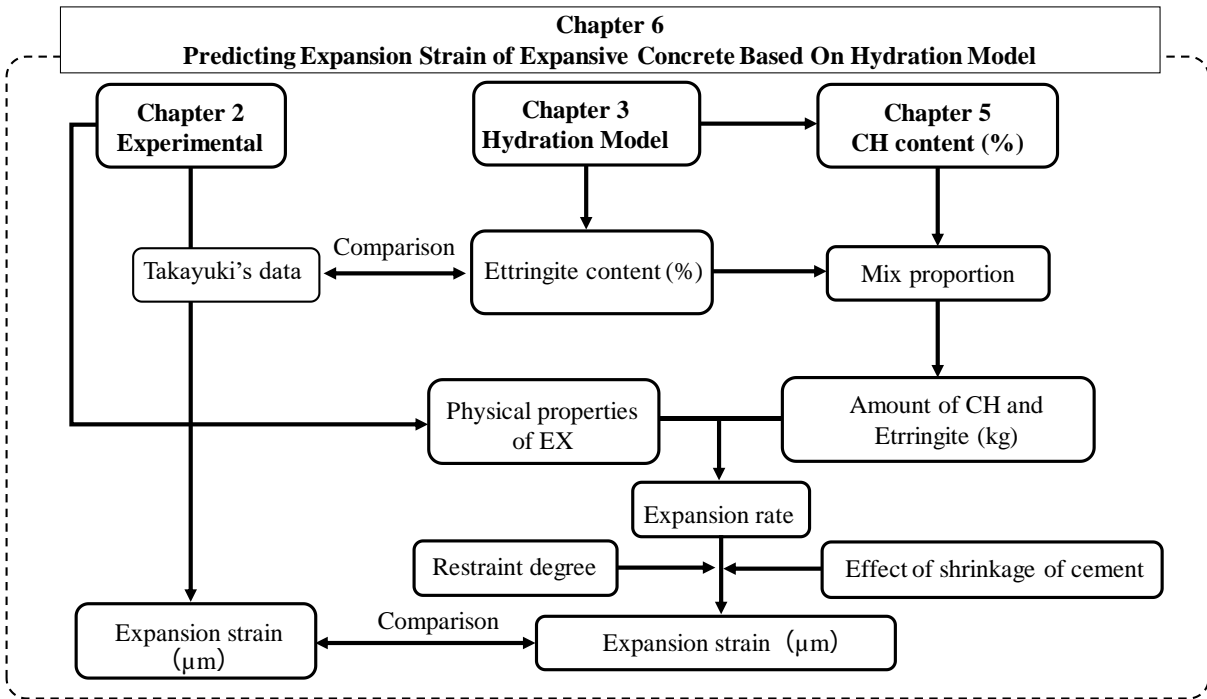 Chapter 6
Predicting Expansion Strain of Expansive Concrete Based On Hydration Model
Chapter 2
Experimental
Chapter 3
Hydration Model
Chapter 5
CH content (%)
Takayuki's data
Comparison
Ettringite content (%)
Mix proportion
Physical properties
of EX
Amount of CH and
Etrringite (kg)
Expansion rate
Restraint degree
Effect of shrinkage of cement
Expansion strain
(μm)
Comparison
Expansion strain (μm)